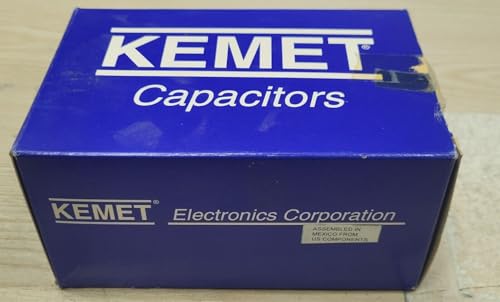 KEMET®
Capacitors
KEMET® Electronics Corporation
ASSEMBLED IN
MEXICO FROM
US COMPONENTS